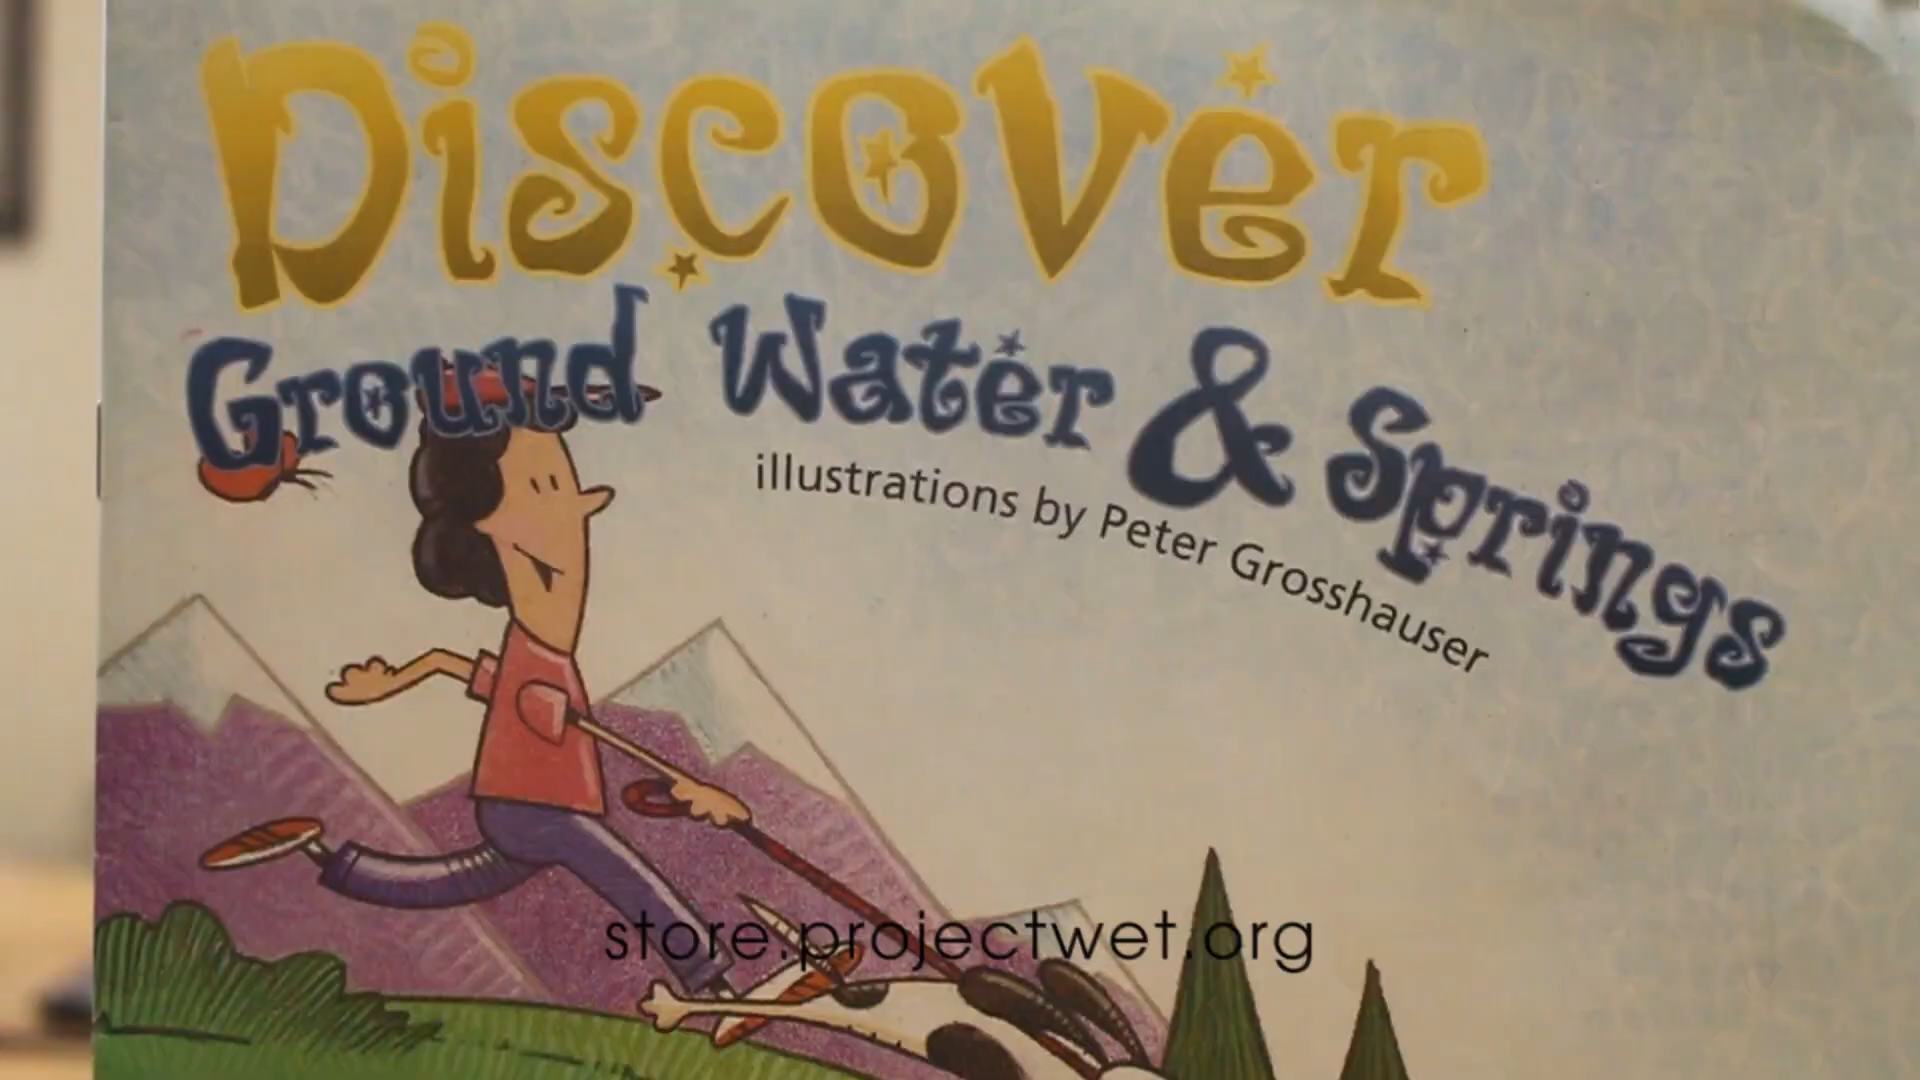 Discover
Ground Water & Springs
illustrations by Peter Grosshauser
store.projectwet.org